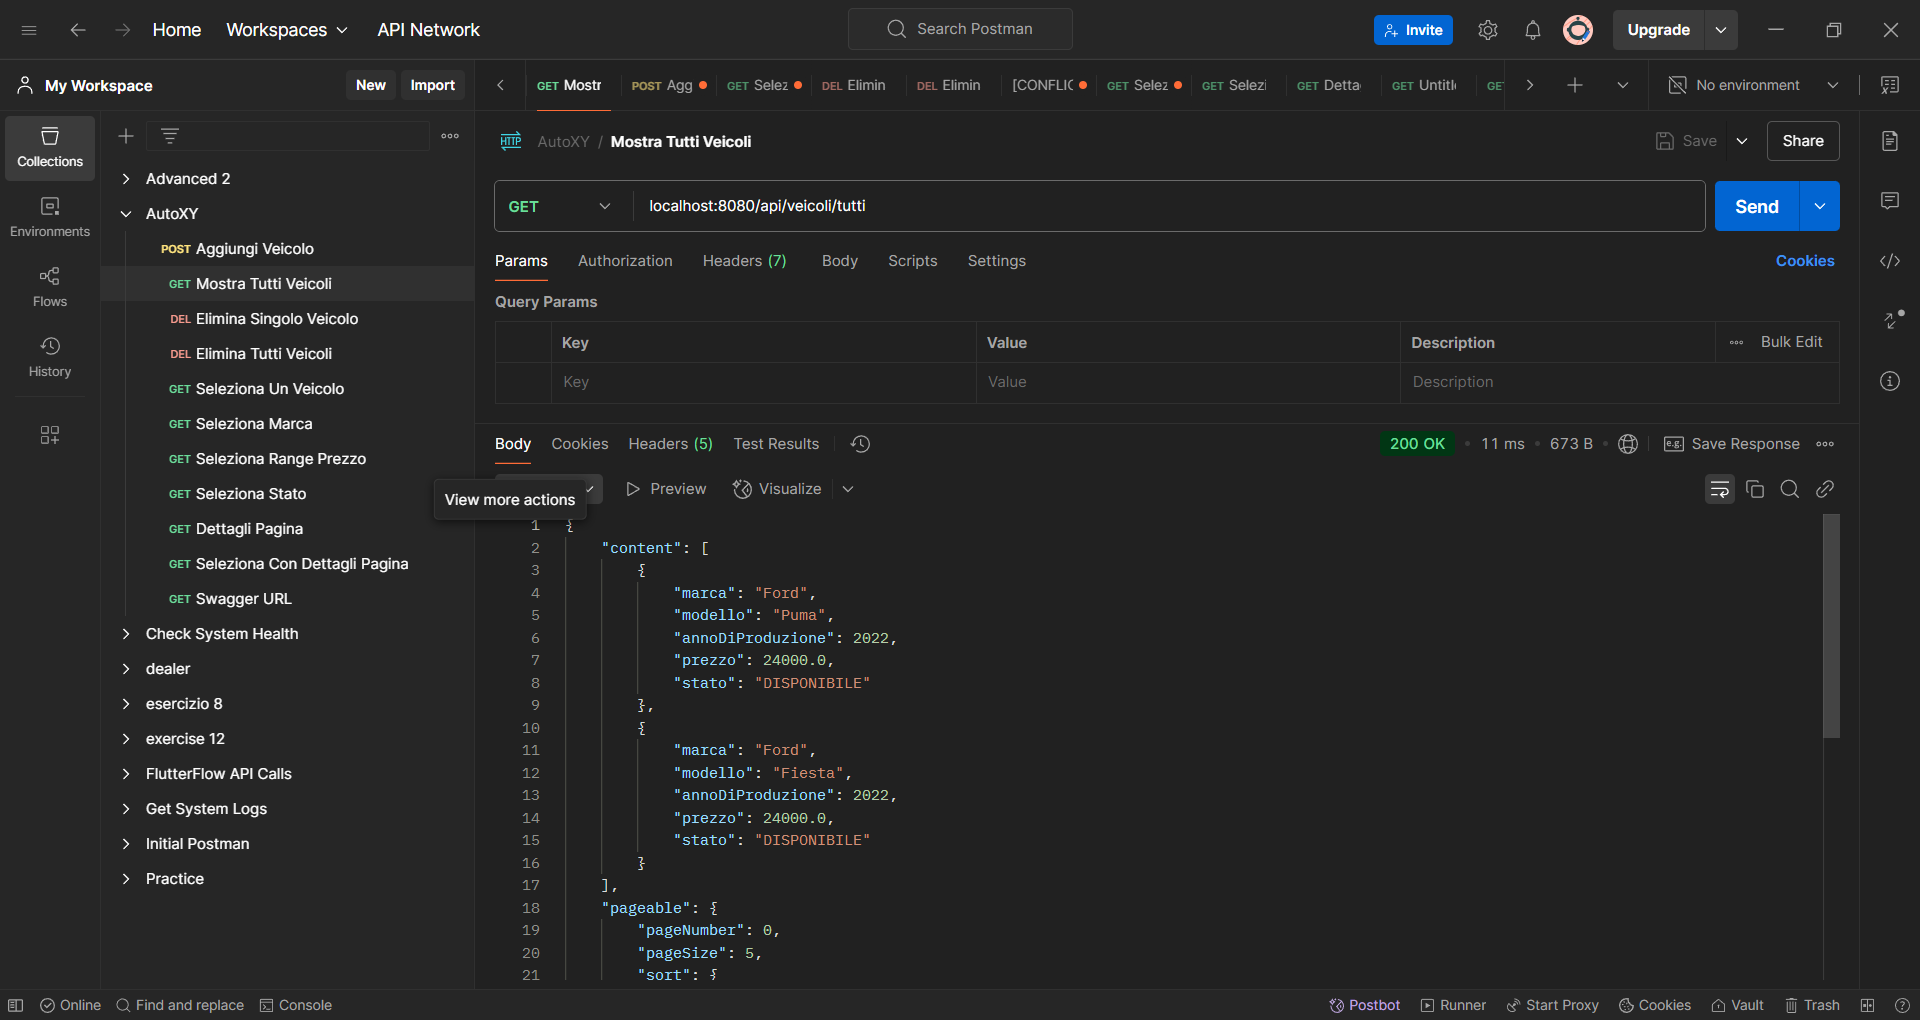 Home Workspaces API Network Search Postman Invite Upgrade
My Workspace New Import GET Mostr POST Agg GET Selez DEL Elimin DEL Elimin [CONFLIC GET Selez GET Selezi GET Detta GET Untitl GE No environment
Collections
Environments
Flows
History
Advanced 2
AutoXY
POST Aggiungi Veicolo
GET Mostra Tutti Veicoli
DEL Elimina Singolo Veicolo
DEL Elimina Tutti Veicoli
GET Seleziona Un Veicolo
GET Seleziona Marca
GET Seleziona Range Prezzo
GET Seleziona Stato
GET Dettagli Pagina
GET Seleziona Con Dettagli Pagina
GET Swagger URL
Check System Health
dealer
esercizio 8
exercise 12
FlutterFlow API Calls
Get System Logs
Initial Postman
Practice
HTTP AutoXY / Mostra Tutti Veicoli Save Share
GET localhost:8080/api/veicoli/tutti Send
Params Authorization Headers (7) Body Scripts Settings Cookies
Query Params
Key Value Description Bulk Edit
Key Value Description
Body Cookies Headers (5) Test Results 200 OK 11 ms 673 B e.g. Save Response
View more actions Preview Visualize
1 {
2 "content": [
3 {
4 "marca": "Ford",
5 "modello": "Puma",
6 "annoDiProduzione": 2022,
7 "prezzo": 24000.0,
8 "stato": "DISPONIBILE"
9 },
10 {
11 "marca": "Ford",
12 "modello": "Fiesta",
13 "annoDiProduzione": 2022,
14 "prezzo": 24000.0,
15 "stato": "DISPONIBILE"
16 }
17 ],
18 "pageable": {
19 "pageNumber": 0,
20 "pageSize": 5,
21 "sort": {
Online Find and replace Console Postbot Runner Start Proxy Cookies Vault Trash